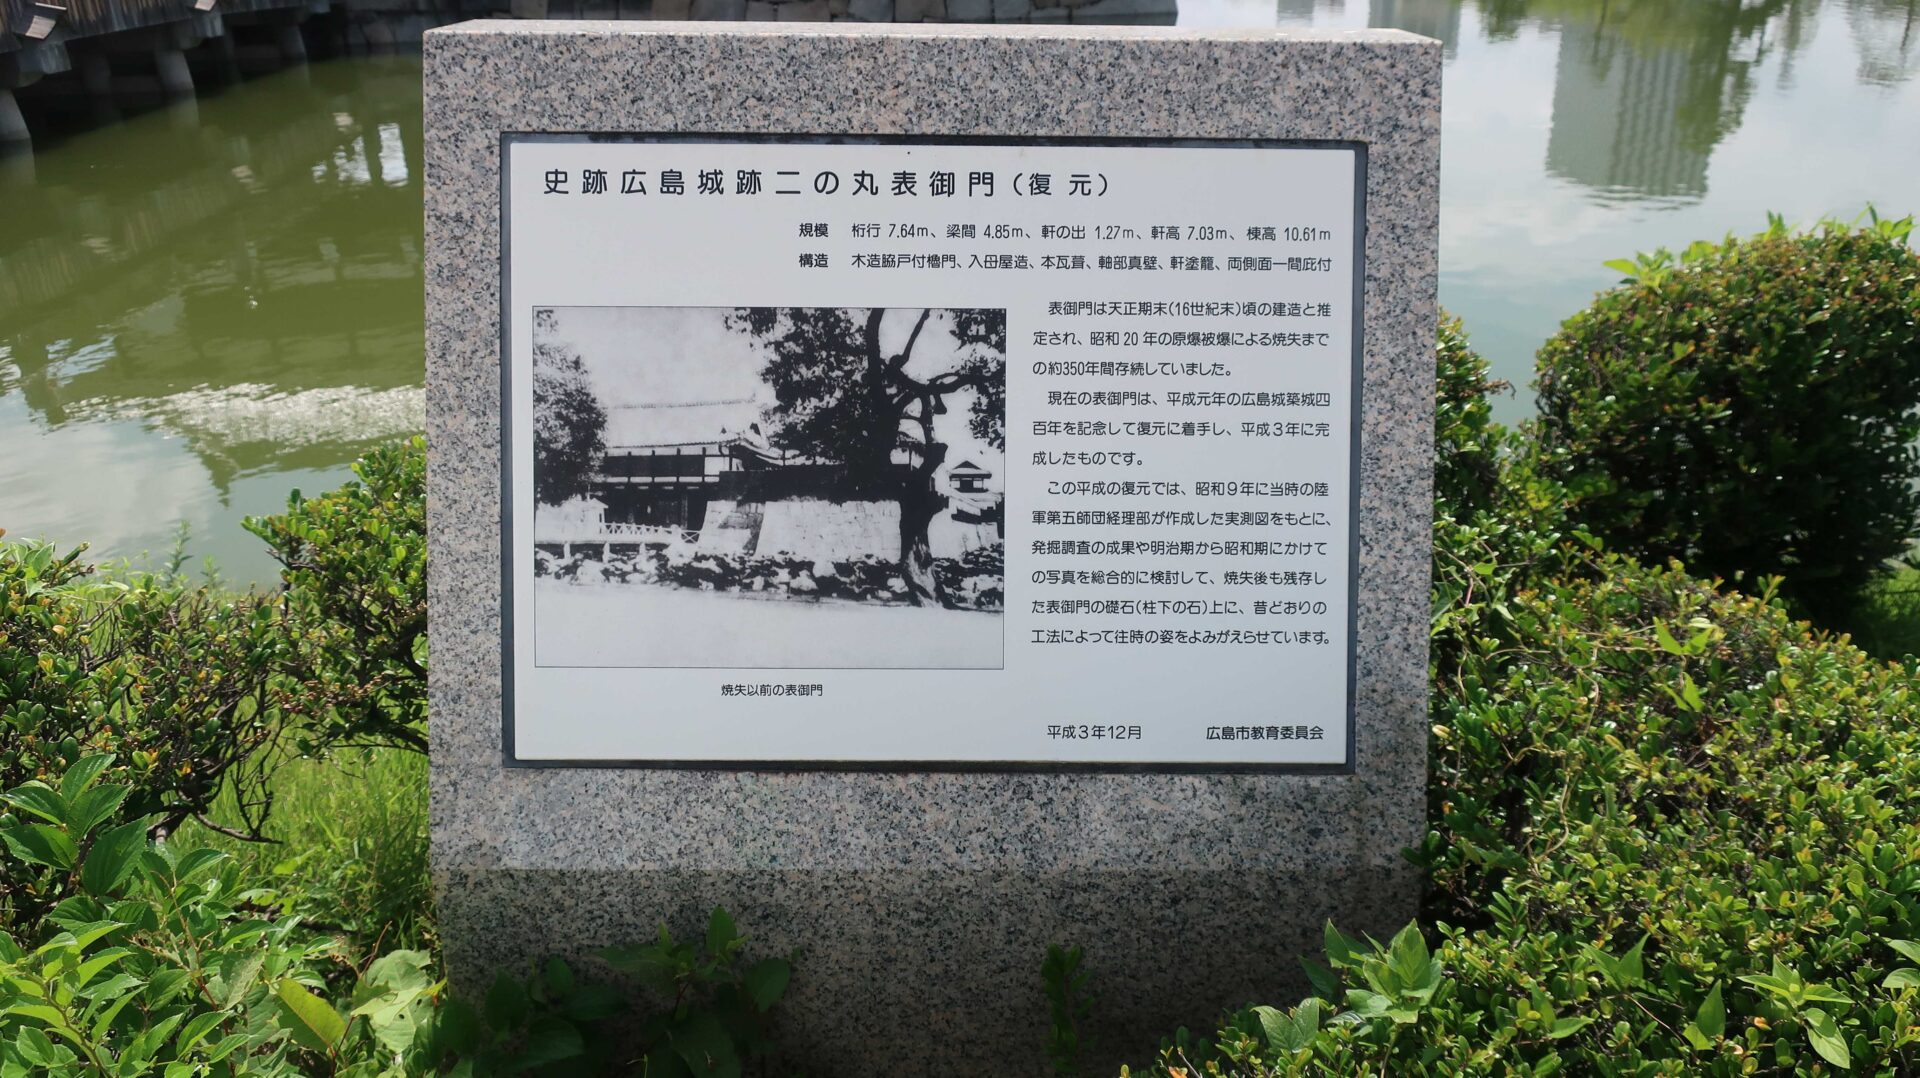 史跡広島城跡二の丸表御門（復元）
規模　桁行 7.64m、梁間 4.85m、軒の出 1.27m、軒高 7.03m、棟高 10.61m
構造　木造脇戸付櫓門、入母屋造、本瓦葺、軸部真壁、軒塗籠、両側面一間庇付
表御門は天正期末（16世紀末）頃の建造と推
定され、昭和20年の原爆被爆による焼失まで
の約350年間存続していました。
現在の表御門は、平成元年の広島城築城四
百年を記念して復元に着手し、平成3年に完
成したものです。
この平成の復元では、昭和9年に当時の陸
軍第五師団経理部が作成した実測図をもとに、
発掘調査の成果や明治期から昭和期にかけて
の写真を総合的に検討して、焼失後も残存し
た表御門の礎石（柱下の石）上に、昔どおりの
工法によって往時の姿をよみがえらせています。
焼失以前の表御門
平成3年12月　広島市教育委員会